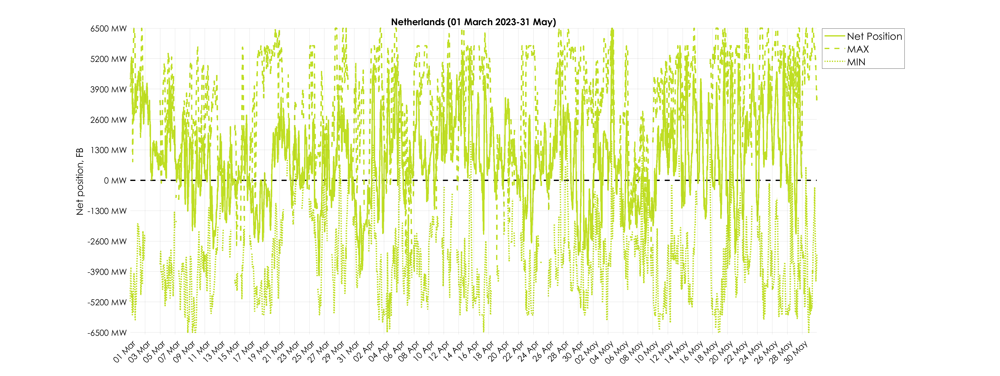 Netherlands (01 March 2023-31 May)
6500 MW
5200 MW
3900 MW
2600 MW
1300 MW
0 MW
-1300 MW
-2600 MW
-3900 MW
-5200 MW
-6500 MW
Net position, FB
Net Position
MAX
MIN
01 Mar
03 Mar
05 Mar
07 Mar
09 Mar
11 Mar
13 Mar
15 Mar
17 Mar
19 Mar
21 Mar
23 Mar
25 Mar
27 Mar
29 Mar
31 Mar
02 Apr
04 Apr
06 Apr
08 Apr
10 Apr
12 Apr
14 Apr
16 Apr
18 Apr
20 Apr
22 Apr
24 Apr
26 Apr
28 Apr
30 Apr
02 May
04 May
06 May
08 May
10 May
12 May
14 May
16 May
18 May
20 May
22 May
24 May
26 May
28 May
30 May